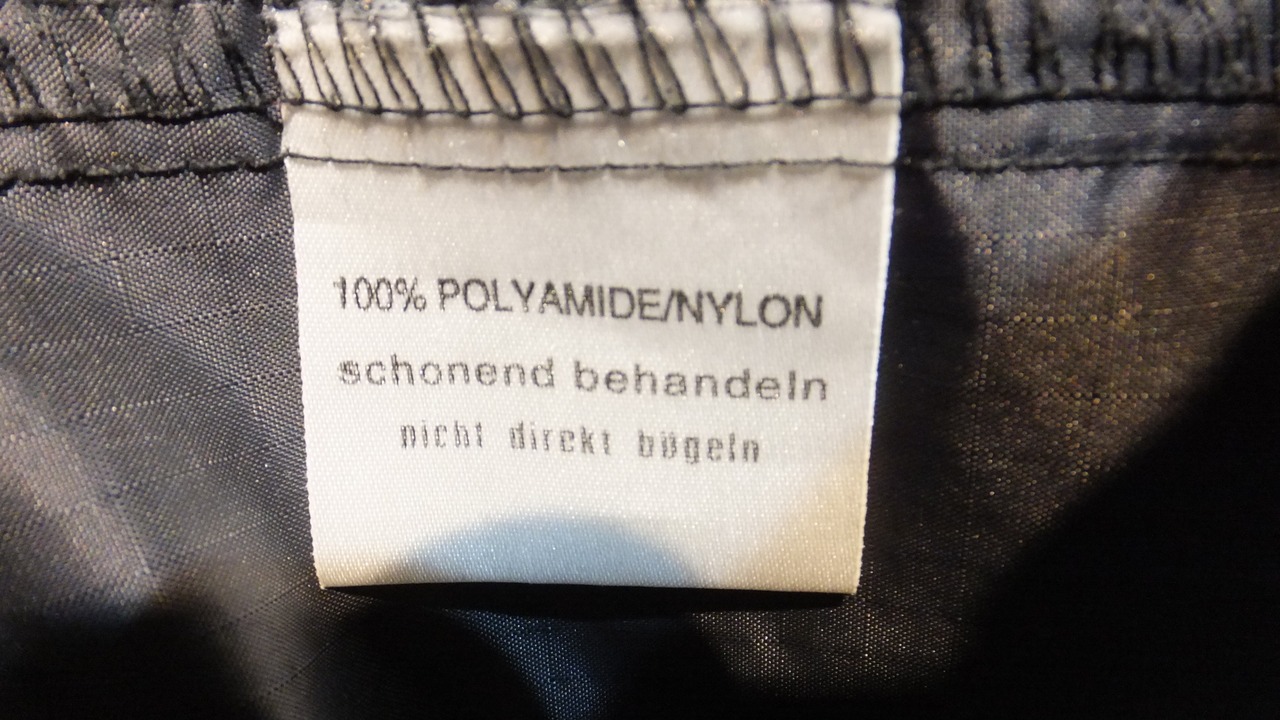 100% POLYAMIDE/NYLON
schonend behandeln
nicht direkt bügeln